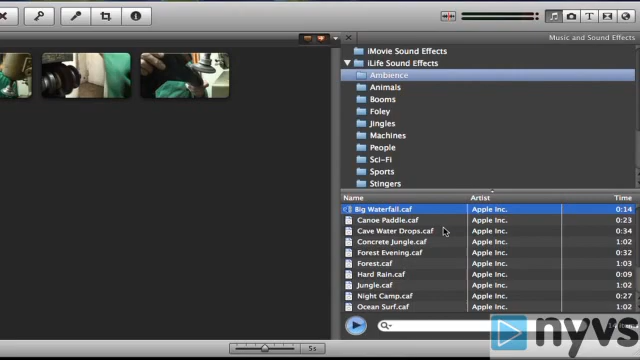 Music and Sound Effects
iMovie Sound Effects
iLife Sound Effects
Ambience
Animals
Booms
Foley
Jingles
Machines
People
Sci-Fi
Sports
Stingers
Name Artist Time
Big Waterfall.caf Apple Inc. 0:14
Canoe Paddle.caf Apple Inc. 0:23
Cave Water Drops.caf Apple Inc. 0:34
Concrete Jungle.caf Apple Inc. 1:02
Forest Evening.caf Apple Inc. 0:32
Forest.caf Apple Inc. 1:03
Hard Rain.caf Apple Inc. 0:09
Jungle.caf Apple Inc. 1:02
Night Camp.caf Apple Inc. 0:27
Ocean Surf.caf Apple Inc. 1:02
nyvs
5s